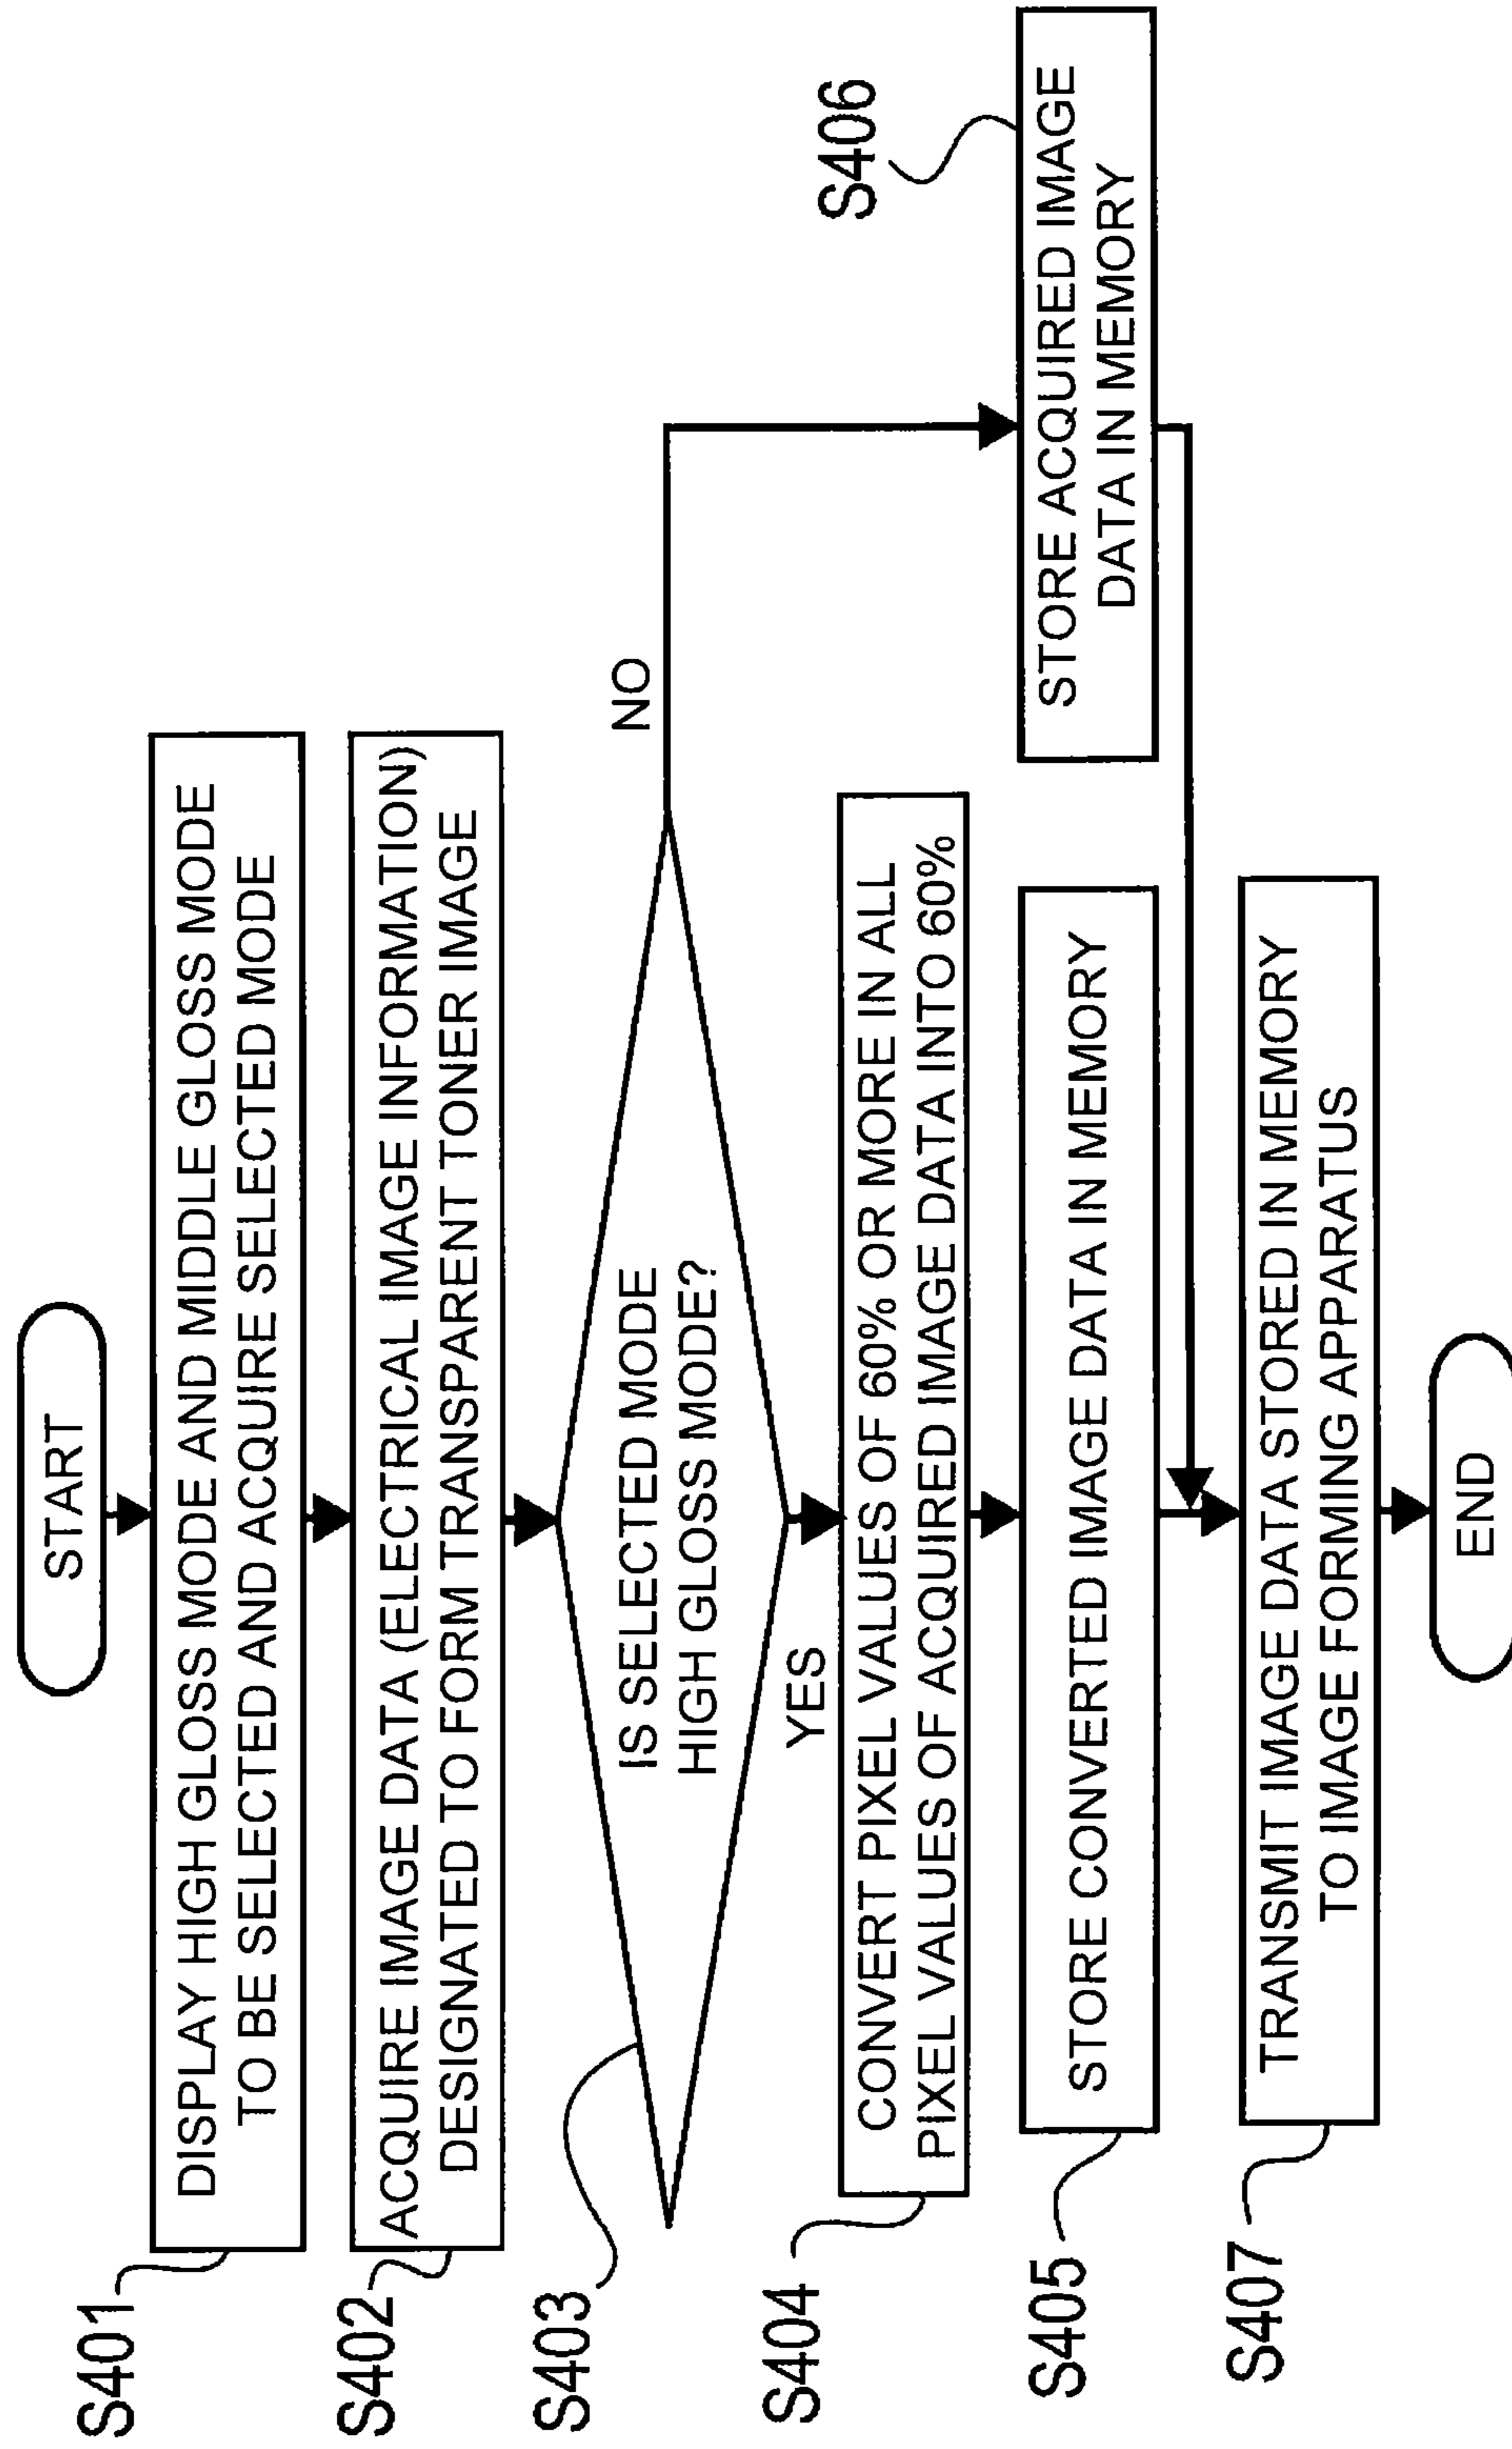 START
S401
DISPLAY HIGH GLOSS MODE AND MIDDLE GLOSS MODE
TO BE SELECTED AND ACQUIRE SELECTED MODE
S402
ACQUIRE IMAGE DATA (ELECTRICAL IMAGE INFORMATION)
DESIGNATED TO FORM TRANSPARENT TONER IMAGE
S403
IS SELECTED MODE
HIGH GLOSS MODE?
NO
YES
S404
CONVERT PIXEL VALUES OF 60% OR MORE IN ALL
PIXEL VALUES OF ACQUIRED IMAGE DATA INTO 60%
S405
STORE CONVERTED IMAGE DATA IN MEMORY
S406
STORE ACQUIRED IMAGE
DATA IN MEMORY
S407
TRANSMIT IMAGE DATA STORED IN MEMORY
TO IMAGE FORMING APPARATUS
END